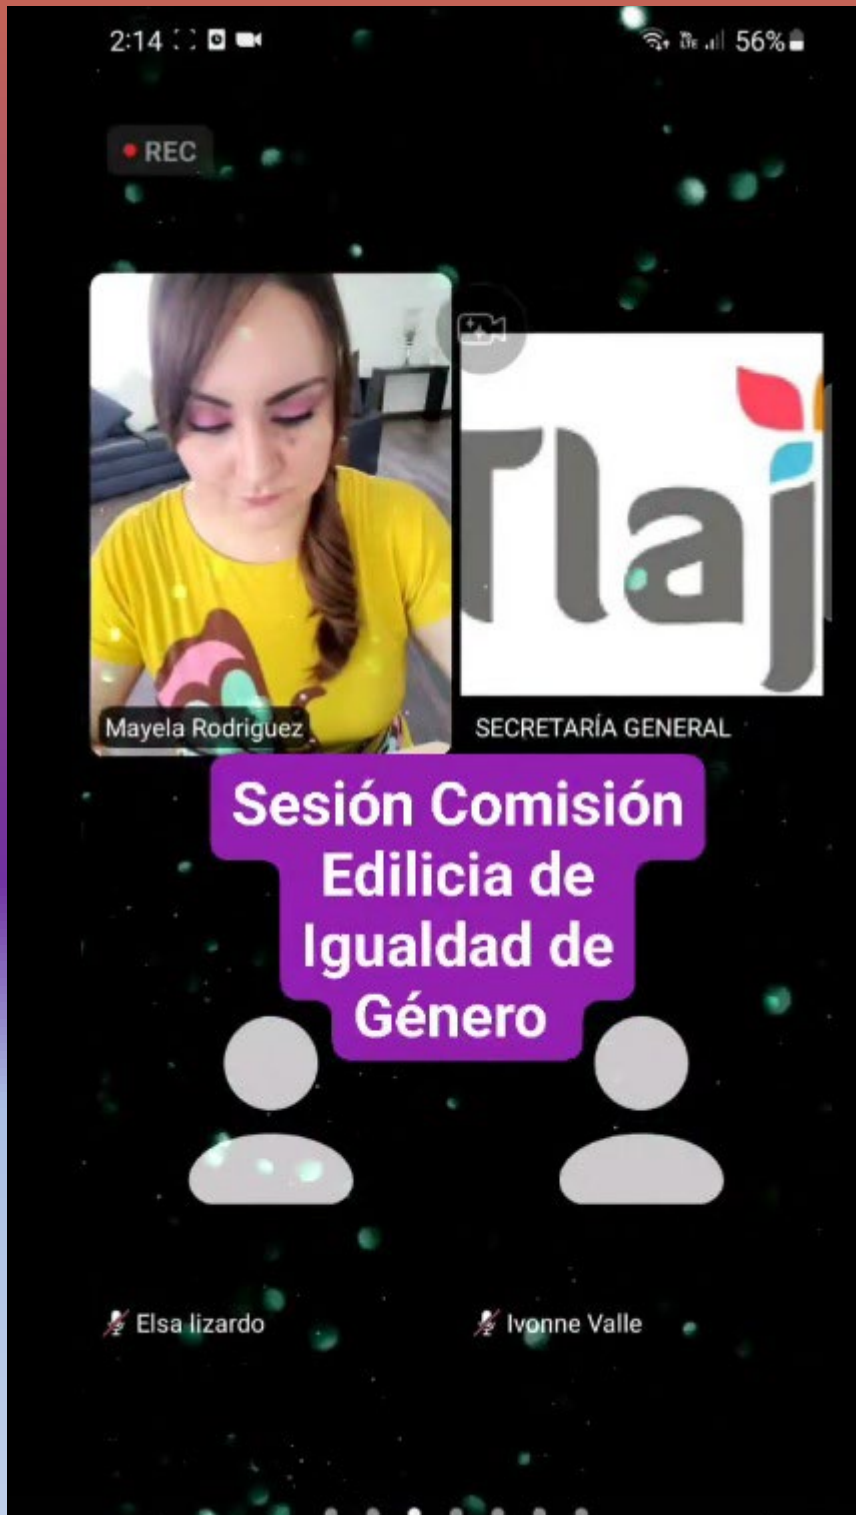 2:14
56%
REC
Tlaj
Mayela Rodriguez
SECRETARÍA GENERAL
Sesión Comisión
Edilicia de
Igualdad de
Género
Elsa lizardo
Ivonne Valle